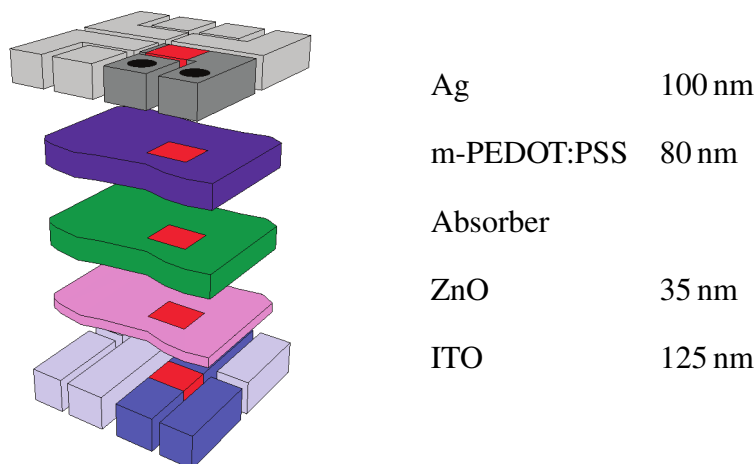 Ag 100 nm
m-PEDOT:PSS 80 nm
Absorber
ZnO 35 nm
ITO 125 nm